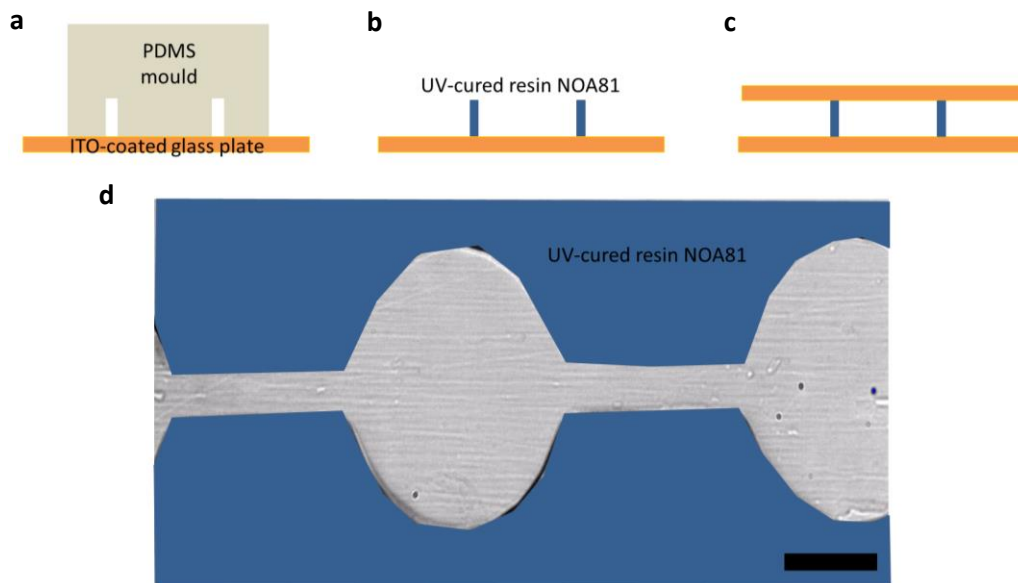 a
PDMS
mould
ITO-coated glass plate
b
UV-cured resin NOA81
c
d
UV-cured resin NOA81